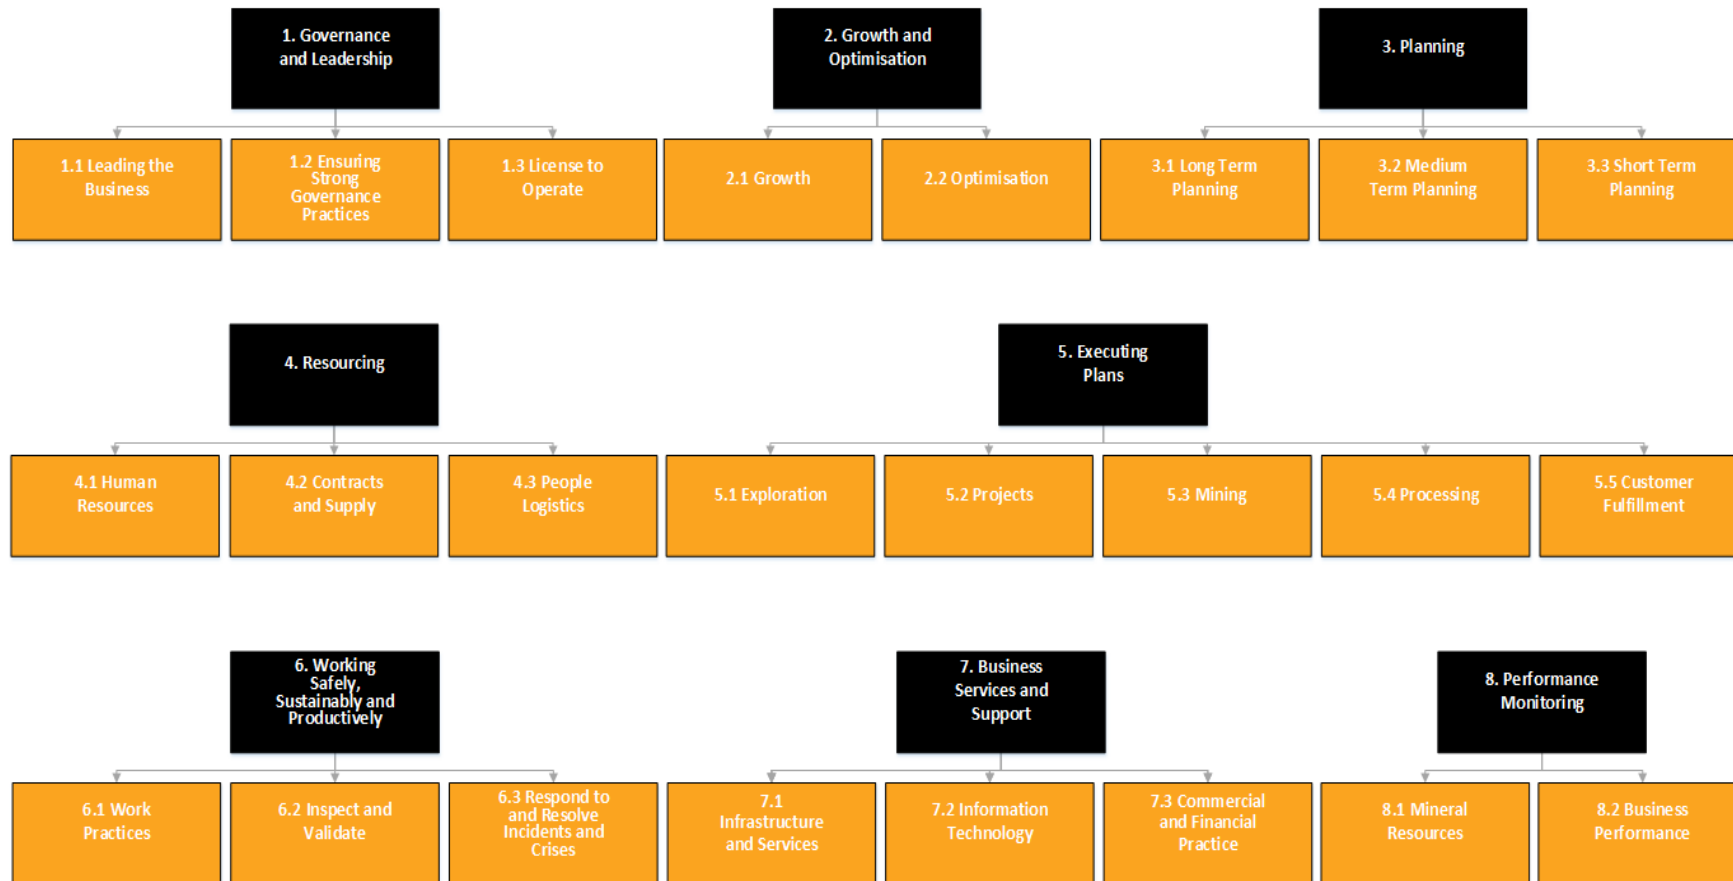 1. Governance
and Leadership
2. Growth and
Optimisation
3. Planning
1.1 Leading the
Business
1.2 Ensuring
Strong
Governance
Practices
1.3 License to
Operate
2.1 Growth
2.2 Optimisation
3.1 Long Term
Planning
3.2 Medium
Term Planning
3.3 Short Term
Planning
4. Resourcing
5. Executing
Plans
4.1 Human
Resources
4.2 Contracts
and Supply
4.3 People
Logistics
5.1 Exploration
5.2 Projects
5.3 Mining
5.4 Processing
5.5 Customer
Fulfillment
6. Working
Safely,
Sustainably and
Productively
7. Business
Services and
Support
8. Performance
Monitoring
6.1 Work
Practices
6.2 Inspect and
Validate
6.3 Respond to
and Resolve
Incidents and
Crises
7.1
Infrastructure
and Services
7.2 Information
Technology
7.3 Commercial
and Financial
Practice
8.1 Mineral
Resources
8.2 Business
Performance